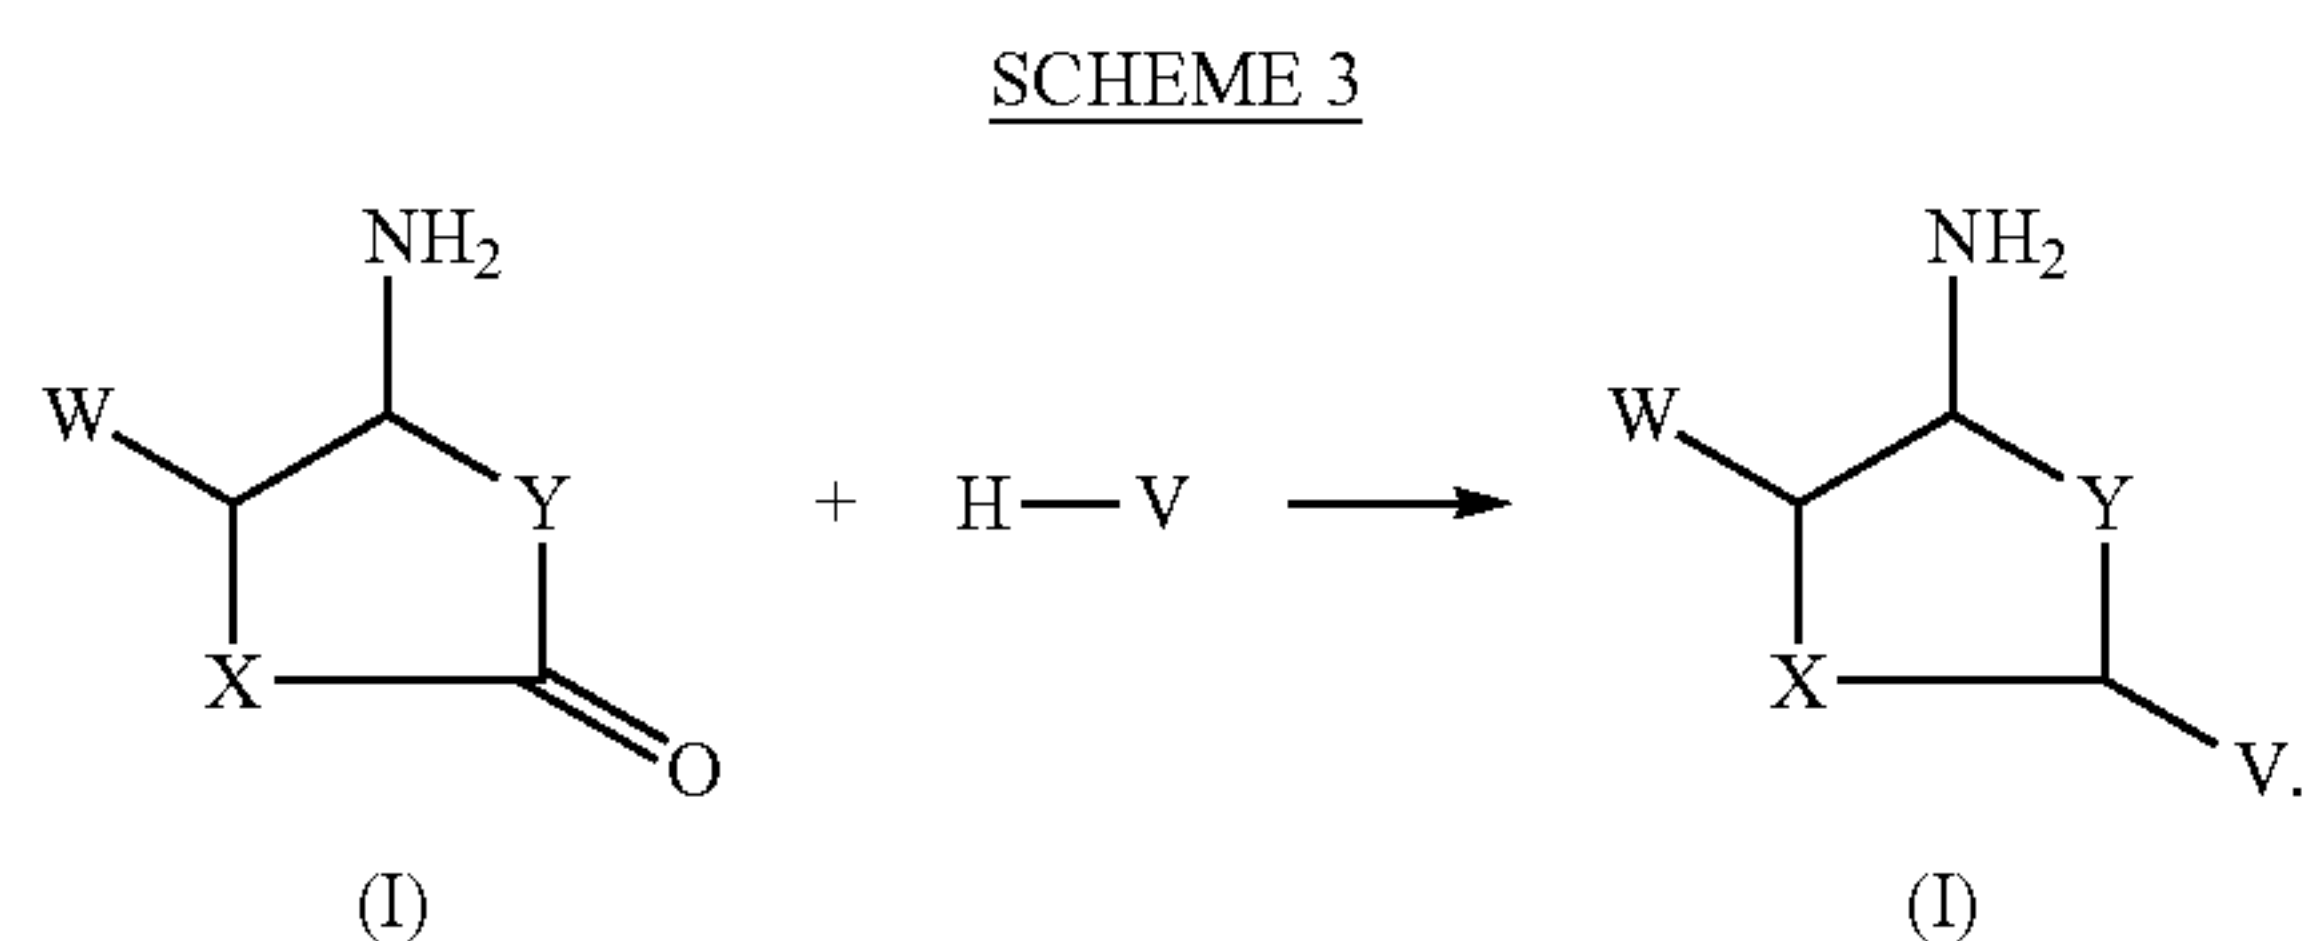 SCHEME 3
NH2 NH2
W W
Y + H—V Y
X X
O V.
(I) (I)